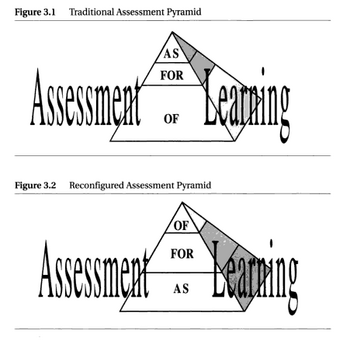 Figure 3.1 Traditional Assessment Pyramid
AS
FOR
Assessment OF Learning
Figure 3.2 Reconfigured Assessment Pyramid
OF
FOR
Assessment AS Learning